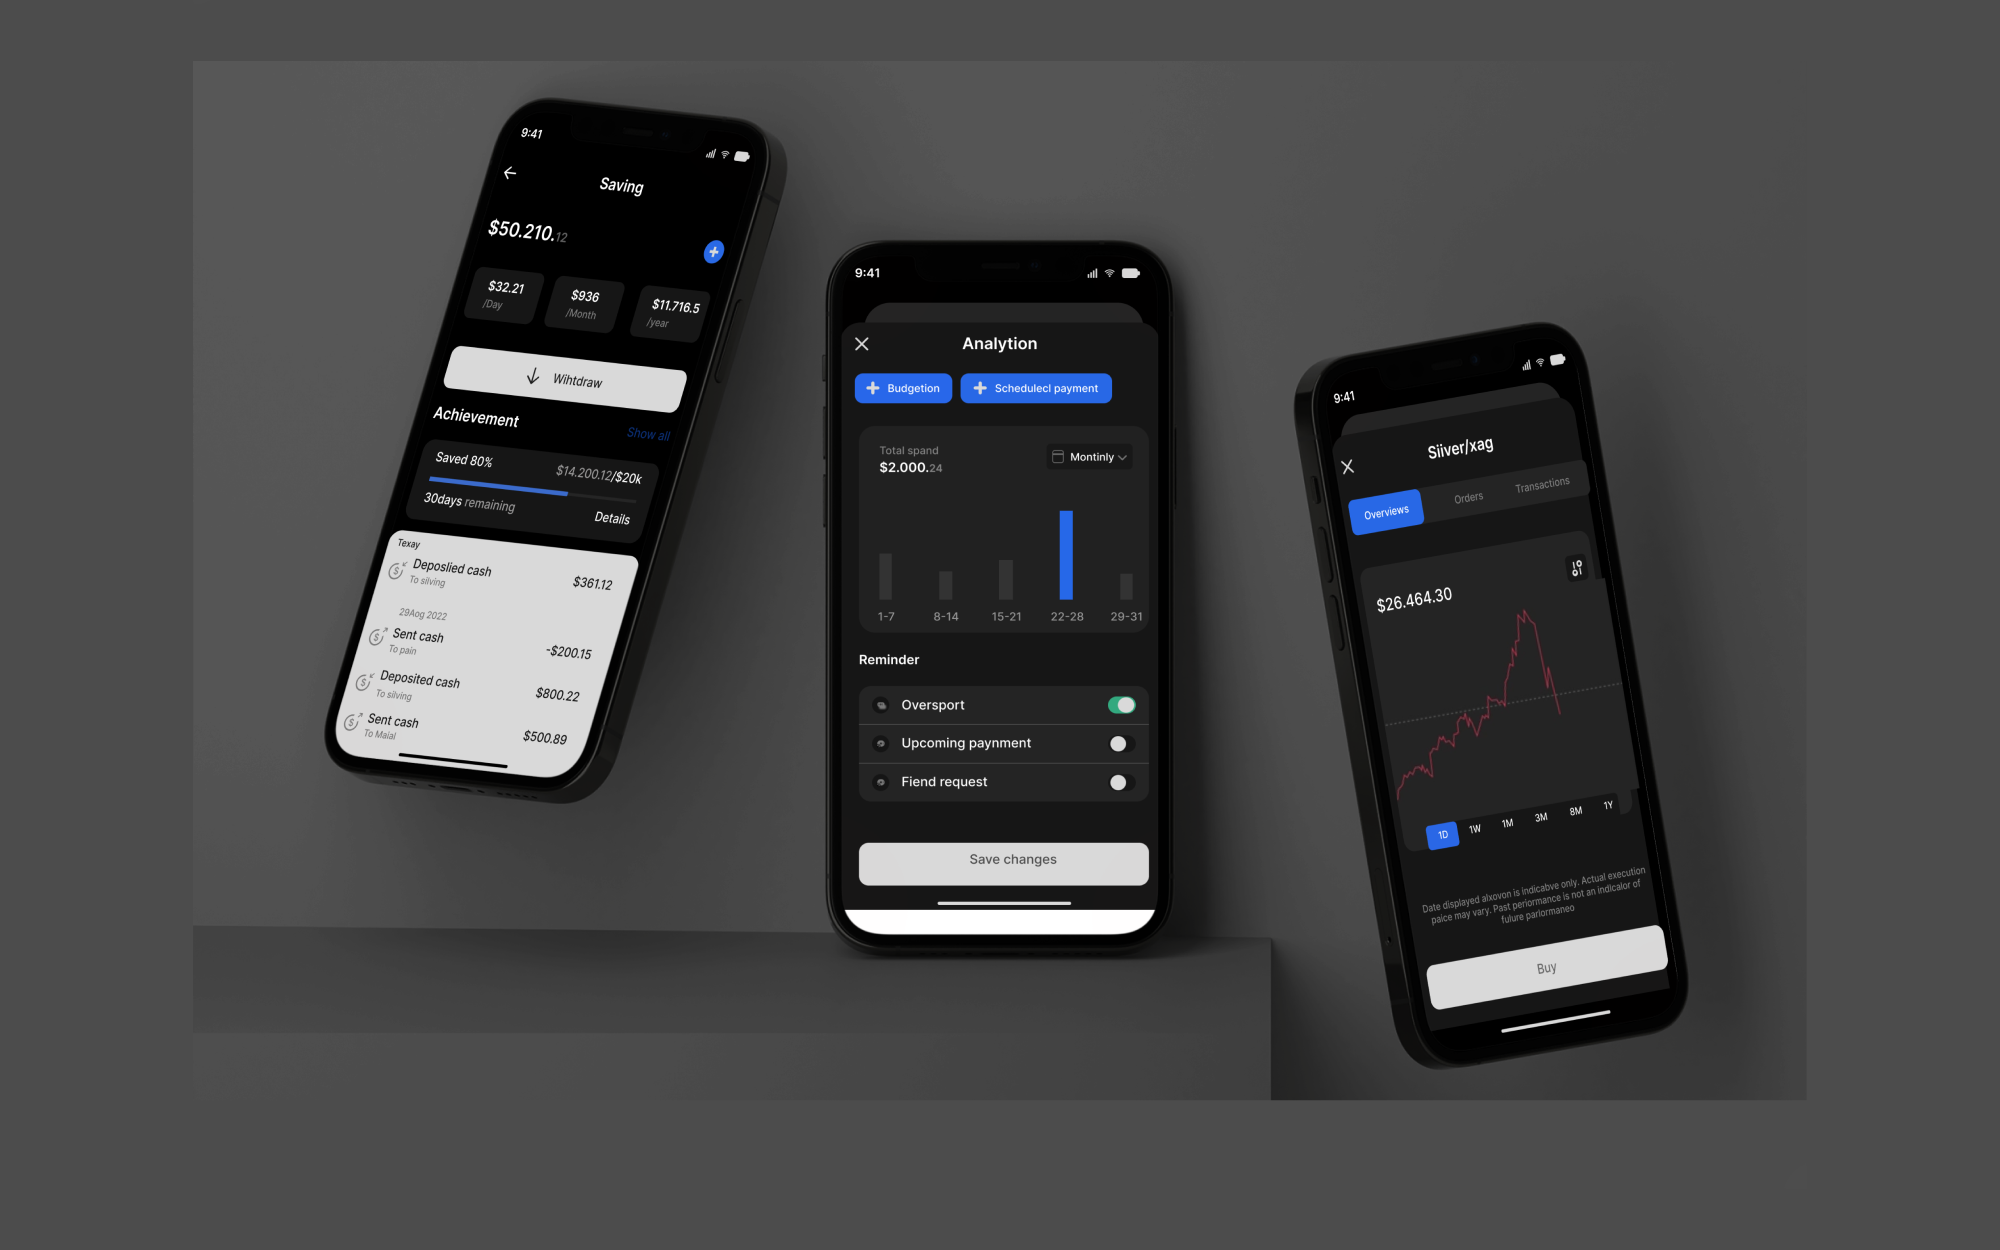 9:41
Saving
$50.210.12
$32.21
/Day
$936
/Month
$11.716.5
/year
Wihtdraw
Achievement
Show all
Saved 80%
$14.200.12/$20k
30days remaining
Details
Texay
Deposlied cash
To silving
$361.12
29Aog 2022
Sent cash
To pain
-$200.15
Deposited cash
To silving
$800.22
Sent cash
To Maial
$500.89
9:41
Analytion
Budgetion
Schedulecl payment
Total spand
$2.000.24
Montinly
1-7
8-14
15-21
22-28
29-31
Reminder
Oversport
Upcoming paynment
Fiend request
Save changes
9:41
Siiver/xag
Overviews
Orders
Transactions
$26.464.30
1D
1W
1M
3M
8M
1Y
Date displayed alxovon is indicabve only. Actual execution
paice may vary. Past periormance is not an indicalor of
fulure parlormaneo
Buy